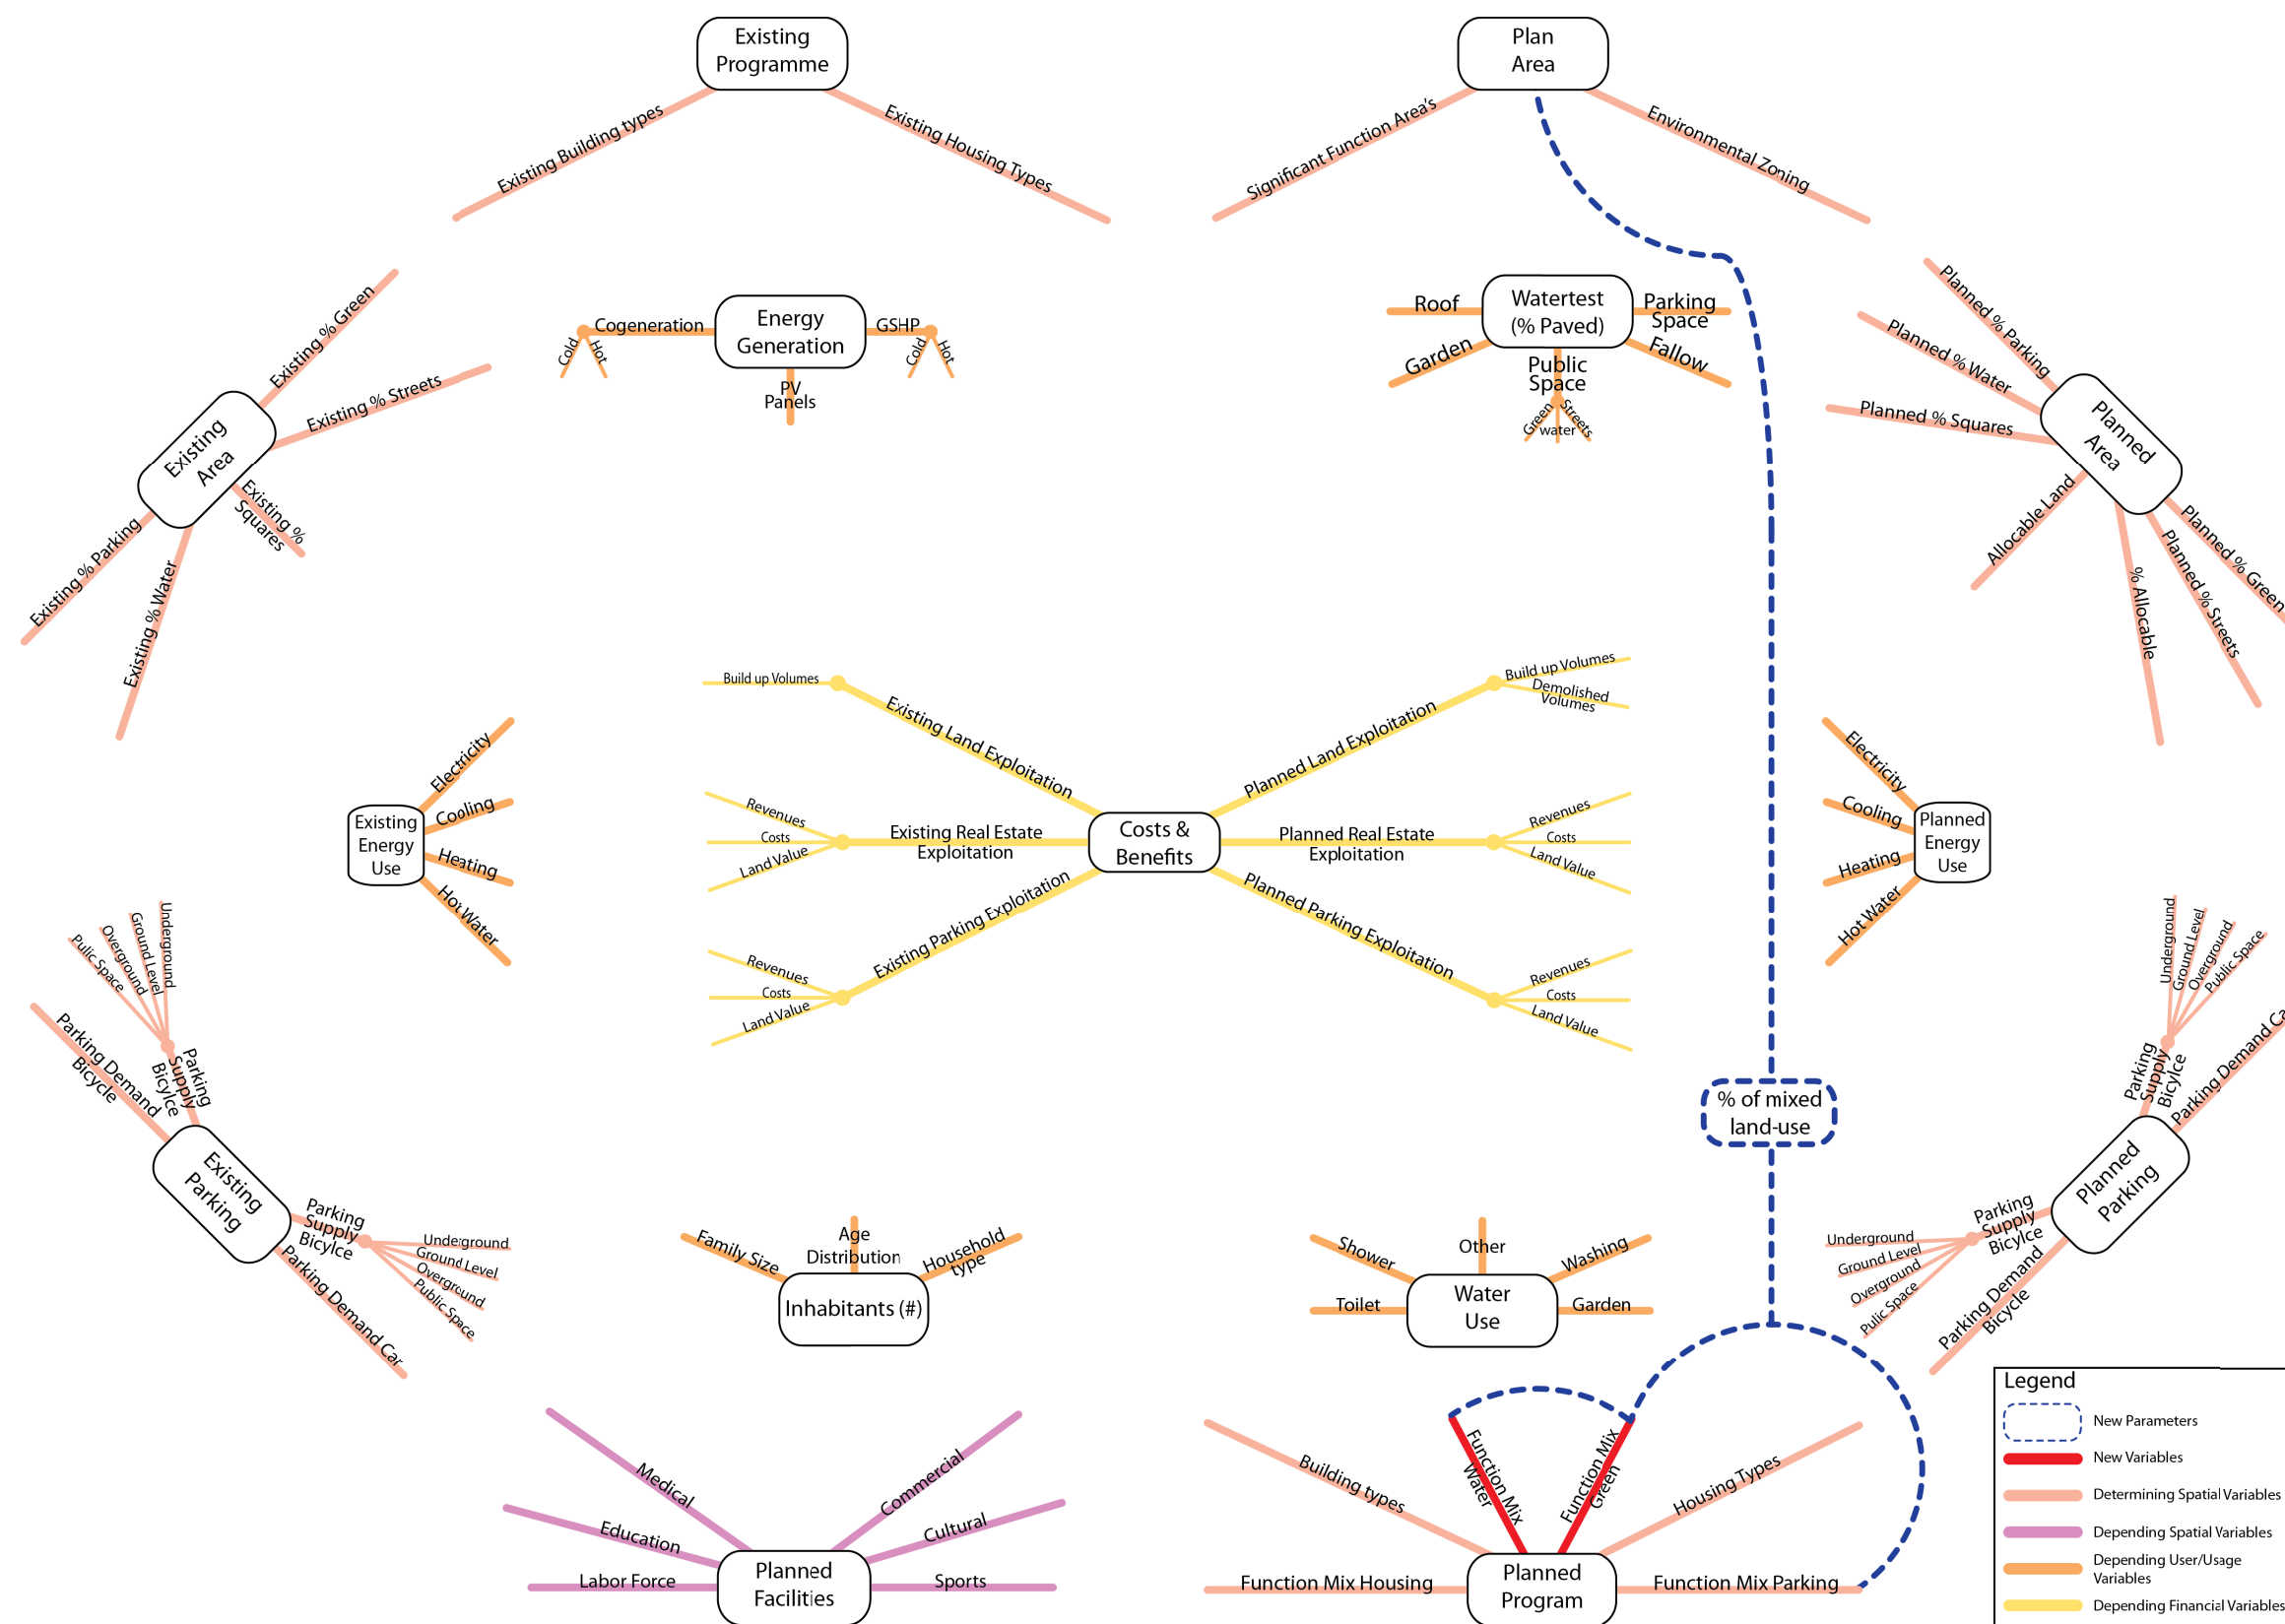 Existing
Programme
Existing Building types
Existing Housing Types
Plan
Area
Significant Function Area's
Environmental Zoning
Existing
Area
Existing % Green
Existing % Streets
Existing %
Squares
Existing % Parking
Existing % Water
Energy
Generation
Cogeneration
Cold
Hot
GSHP
Cold
Hot
PV
Panels
Watertest
(% Paved)
Roof
Garden
Public
Space
Green
water
Streets
Parking
Space
Fallow
Planned
Area
Planned % Parking
Planned % Water
Planned % Squares
Allocable Land
% Allocable
Planned % Streets
Planned % Green
Existing
Energy
Use
Electricity
Cooling
Heating
Hot Water
Costs &
Benefits
Existing Land Exploitation
Build up Volumes
Existing Real Estate
Exploitation
Revenues
Costs
Land Value
Existing Parking Exploitation
Revenues
Costs
Land Value
Planned Land Exploitation
Build up Volumes
Demolished
Volumes
Planned Real Estate
Exploitation
Revenues
Costs
Land Value
Planned Parking Exploitation
Revenues
Costs
Land Value
Planned
Energy
Use
Electricity
Cooling
Heating
Hot Water
Existing
Parking
Parking Demand
Bicycle
Parking
Supply
Bicylce
Pulic Space
Overground
Ground Level
Underground
Parking
Supply
Bicylce
Underground
Ground Level
Overground
Public Space
Parking Demand Car
% of mixed
land-use
Planned
Parking
Parking
Supply
Bicylce
Underground
Ground Level
Overground
Public Space
Parking Demand Ca
Parking
Supply
Bicylce
Underground
Ground Level
Overground
Pulic Space
Parking Demand
Bicycle
Inhabitants (#)
Family Size
Age
Distribution
Household
type
Water
Use
Shower
Other
Washing
Toilet
Garden
Planned
Facilities
Medical
Commercial
Education
Cultural
Labor Force
Sports
Planned
Program
Building types
Function Mix
Water
Function Mix
Green
Housing Types
Function Mix Housing
Function Mix Parking
Legend
New Parameters
New Variables
Determining Spatial Variables
Depending Spatial Variables
Depending User/Usage
Variables
Depending Financial Variables